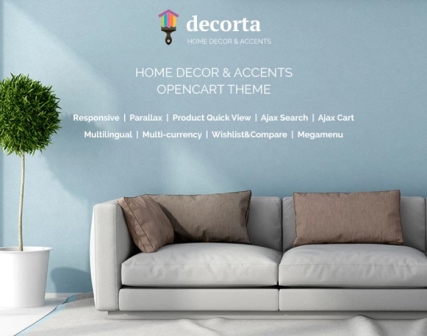 decorta
HOME DECOR & ACCENTS
HOME DECOR & ACCENTS
OPENCART THEME
Responsive | Parallax | Product Quick View | Ajax Search | Ajax Cart
Multilingual | Multi-currency | Wishlist&Compare | Megamenu